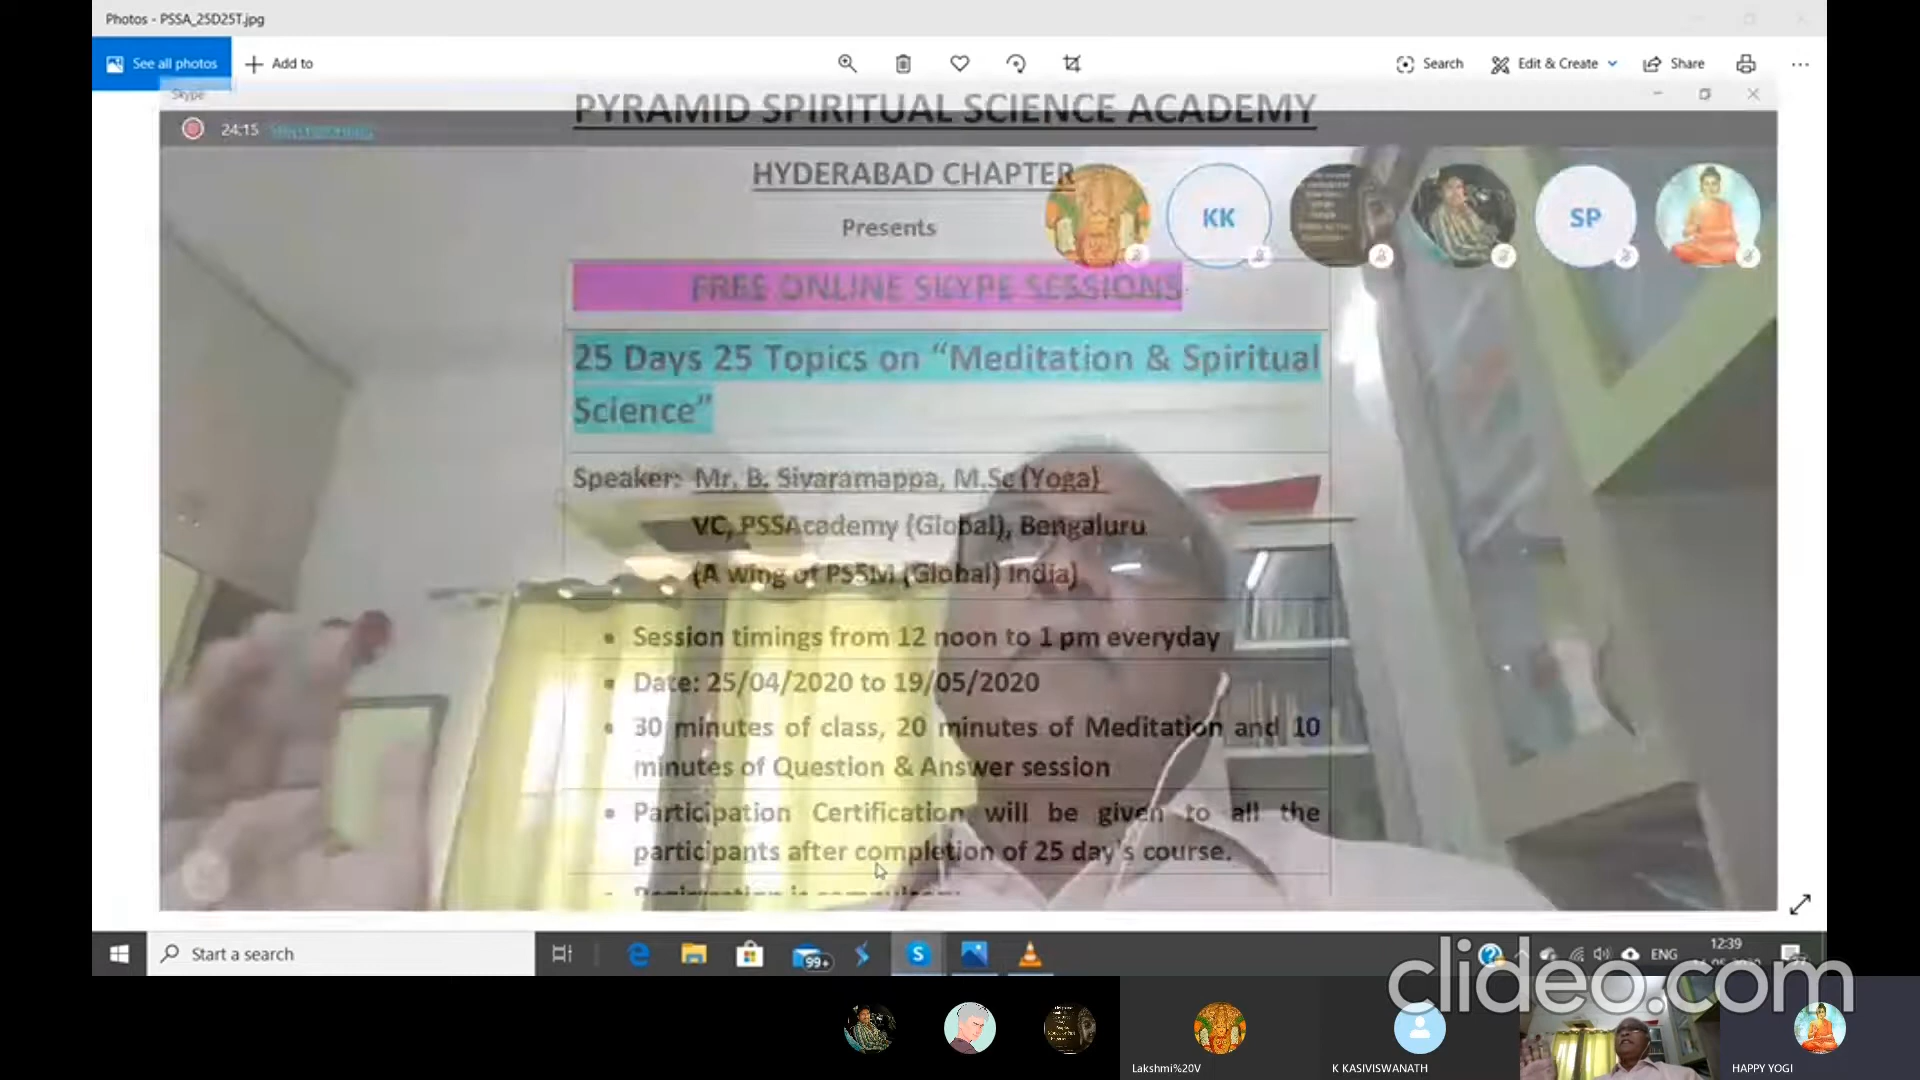 Photos - PSSA_25D25T.jpg
See all photos
Add to
Search
Edit & Create
Share
Skype
24:15
PYRAMID SPIRITUAL SCIENCE ACADEMY
HYDERABAD CHAPTER
Presents
KK
SP
FREE ONLINE SKYPE SESSIONS
25 Days 25 Topics on “Meditation & Spiritual
Science”
Speaker: Mr. B. Sivaramappa, M.Sc (Yoga)
VC, PSSAcademy (Global), Bengaluru
(A wing of PSSM (Global) India)
• Session timings from 12 noon to 1 pm everyday
• Date: 25/04/2020 to 19/05/2020
• 30 minutes of class, 20 minutes of Meditation and 10
minutes of Question & Answer session
• Participation Certification will be given to all the
participants after completion of 25 day's course.
• Registration is compulsory
Start a search
99+
ENG
12:39
clideo.com
Lakshmi%20V
K KASIVISWANATH
HAPPY YOGI